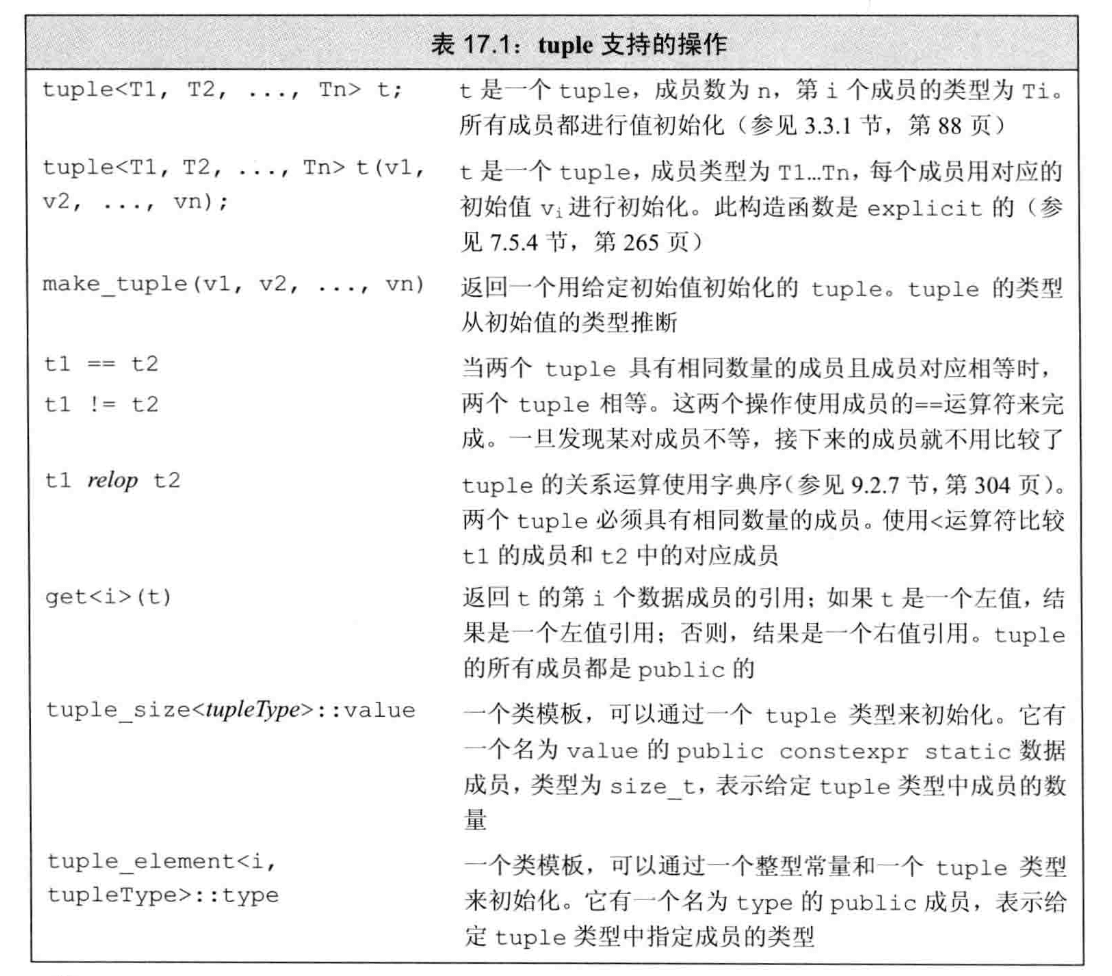 表 17.1：tuple 支持的操作
tuple<T1, T2, ..., Tn> t;
t 是一个 tuple，成员数为 n，第 i 个成员的类型为 Ti。
所有成员都进行值初始化（参见 3.3.1 节，第 88 页）
tuple<T1, T2, ..., Tn> t(v1,
v2, ..., vn);
t 是一个 tuple，成员类型为 T1…Tn，每个成员用对应的
初始值 vi 进行初始化。此构造函数是 explicit 的（参
见 7.5.4 节，第 265 页）
make_tuple(v1, v2, ..., vn)
返回一个用给定初始值初始化的 tuple。tuple 的类型
从初始值的类型推断
t1 == t2
t1 != t2
当两个 tuple 具有相同数量的成员且成员对应相等时，
两个 tuple 相等。这两个操作使用成员的==运算符来完
成。一旦发现某对成员不等，接下来的成员就不用比较了
t1 relop t2
tuple 的关系运算使用字典序（参见 9.2.7 节，第 304 页）。
两个 tuple 必须具有相同数量的成员。使用<运算符比较
t1 的成员和 t2 中的对应成员
get<i>(t)
返回 t 的第 i 个数据成员的引用；如果 t 是一个左值，结
果是一个左值引用；否则，结果是一个右值引用。tuple
的所有成员都是 public 的
tuple_size<tupleType>::value
一个类模板，可以通过一个 tuple 类型来初始化。它有
一个名为 value 的 public constexpr static 数据
成员，类型为 size_t，表示给定 tuple 类型中成员的数
量
tuple_element<i,
tupleType>::type
一个类模板，可以通过一个整型常量和一个 tuple 类型
来初始化。它有一个名为 type 的 public 成员，表示给
定 tuple 类型中指定成员的类型